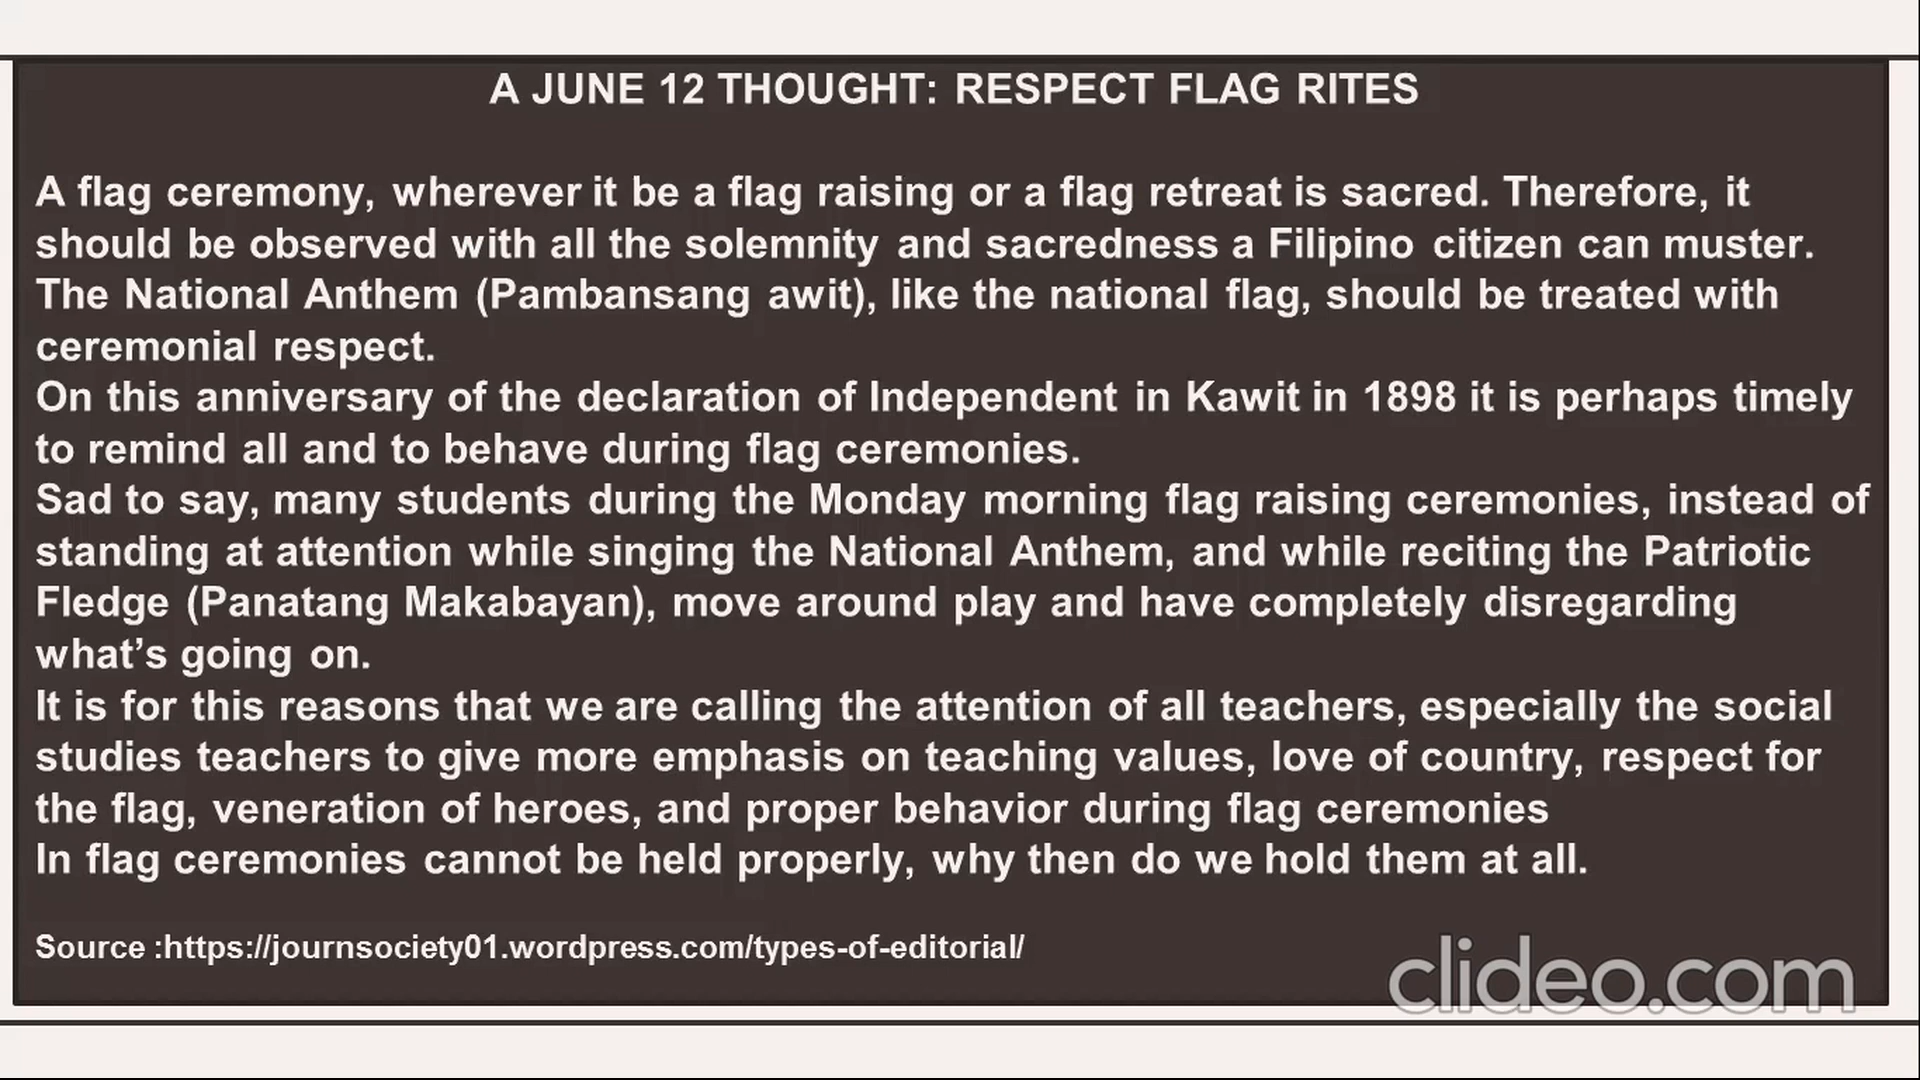 A JUNE 12 THOUGHT: RESPECT FLAG RITES
A flag ceremony, wherever it be a flag raising or a flag retreat is sacred. Therefore, it
should be observed with all the solemnity and sacredness a Filipino citizen can muster.
The National Anthem (Pambansang awit), like the national flag, should be treated with
ceremonial respect.
On this anniversary of the declaration of Independent in Kawit in 1898 it is perhaps timely
to remind all and to behave during flag ceremonies.
Sad to say, many students during the Monday morning flag raising ceremonies, instead of
standing at attention while singing the National Anthem, and while reciting the Patriotic
Fledge (Panatang Makabayan), move around play and have completely disregarding
what’s going on.
It is for this reasons that we are calling the attention of all teachers, especially the social
studies teachers to give more emphasis on teaching values, love of country, respect for
the flag, veneration of heroes, and proper behavior during flag ceremonies
In flag ceremonies cannot be held properly, why then do we hold them at all.
Source :https://journsociety01.wordpress.com/types-of-editorial/
clideo.com